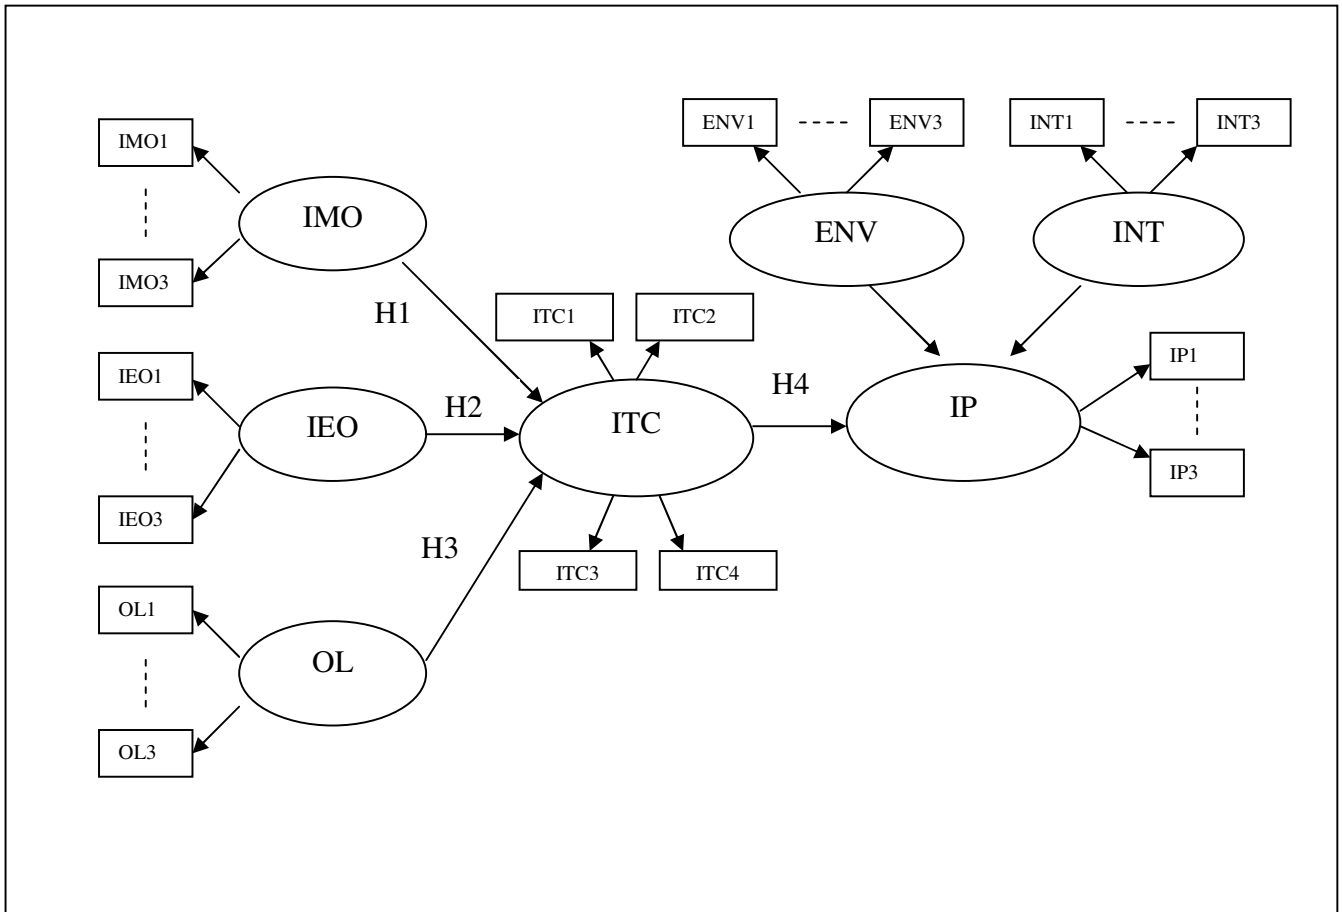 ENV1
ENV3
INT1
INT3
IMO1
IMO
ENV
INT
IMO3
H1
ITC1
ITC2
IEO1
IP1
H4
H2
IEO
ITC
IP
IP3
IEO3
H3
ITC3
ITC4
OL1
OL
OL3